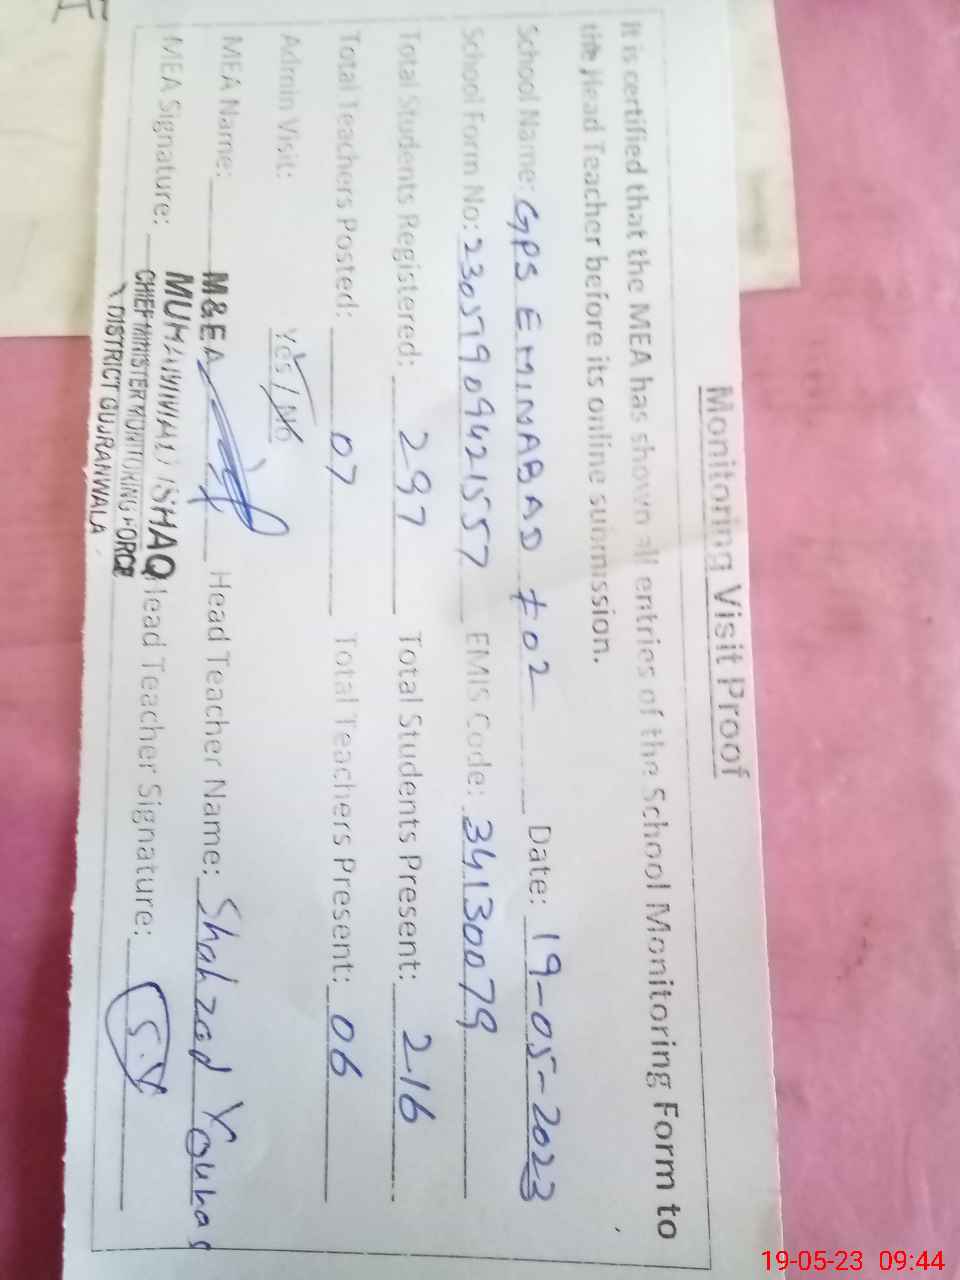 Monitoring Visit Proof
It is certified that the MEA has shown all entries of the School Monitoring Form to
the Head Teacher before its online submission.
School Name: GPS EMINABAD # 02 Date: 19-05-2023
School Form No: 23057909421557 EMIS Code: 34130079
Total Students Registered: 297 Total Students Present: 216
Total Teachers Posted: 07 Total Teachers Present: 06
Admin Visit: Yes / No
MEA Name: M&EA Head Teacher Name: Shahzad Younas
MEA Signature: MUHAMMAD ISHAQ Head Teacher Signature: S.Y
CHIEF MINISTER MONITORING FORCE
DISTRICT GUJRANWALA
19-05-23 09:44